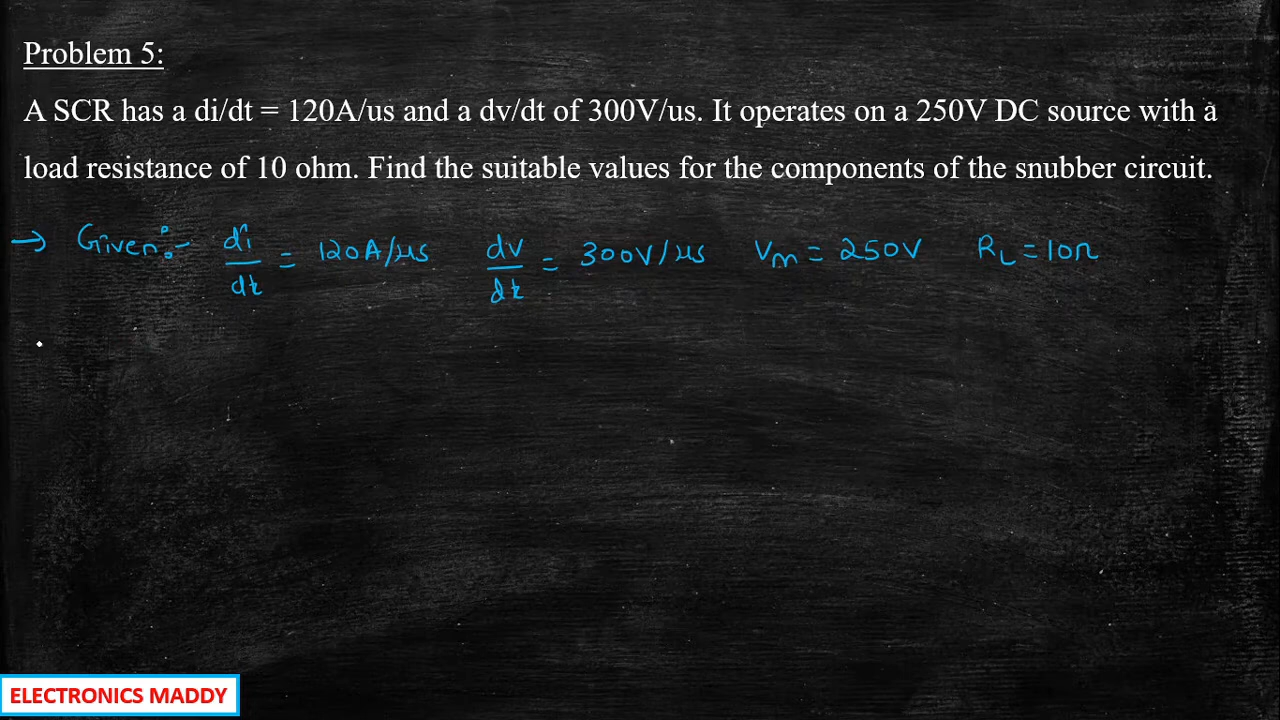 Problem 5:
A SCR has a di/dt = 120A/us and a dv/dt of 300V/us. It operates on a 250V DC source with a
load resistance of 10 ohm. Find the suitable values for the components of the snubber circuit.
→ Given:- di/dt = 120A/μs dv/dt = 300V/μs Vm = 250V RL = 10Ω
ELECTRONICS MADDY